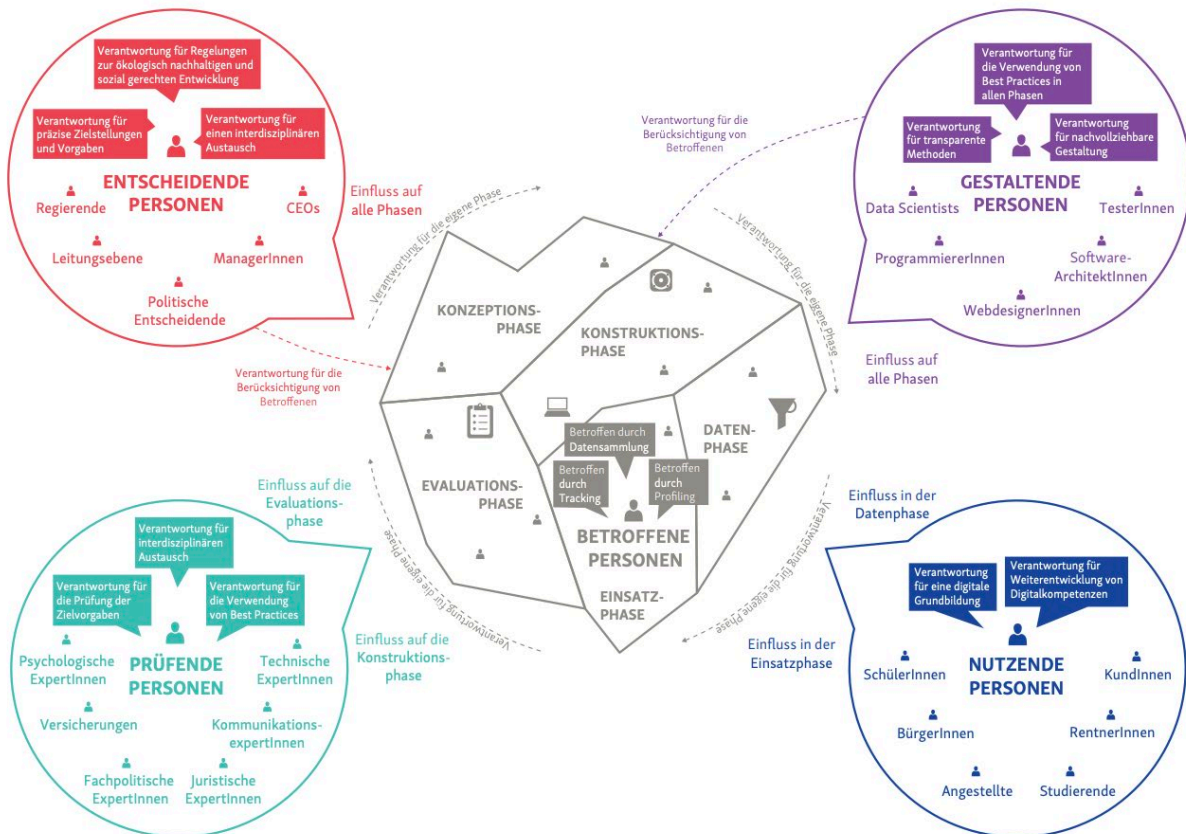 Verantwortung für Regelungen
zur ökologisch nachhaltigen und
sozial gerechten Entwicklung
Verantwortung für
präzise Zielstellungen
und Vorgaben
Verantwortung für
einen interdisziplinären
Austausch
ENTSCHEIDENDE
PERSONEN
Regierende
CEOs
Leitungsebene
ManagerInnen
Politische
Entscheidende
Einfluss auf
alle Phasen
Verantwortung für die
Berücksichtigung von
Betroffenen
Verantwortung für die
Berücksichtigung von
Betroffenen
Verantwortung für
die Verwendung von
Best Practices in
allen Phasen
Verantwortung
für transparente
Methoden
Verantwortung
für nachvollziehbare
Gestaltung
GESTALTENDE
PERSONEN
Data Scientists
TesterInnen
ProgrammiererInnen
Software-
ArchitektInnen
WebdesignerInnen
Einfluss auf
alle Phasen
Verantwortung für die eigene Phase
Verantwortung für die eigene Phase
Verantwortung für die eigene Phase
Verantwortung für die eigene Phase
KONZEPTIONS-
PHASE
KONSTRUKTIONS-
PHASE
DATEN-
PHASE
EVALUATIONS-
PHASE
Betroffen durch
Datensammlung
Betroffen
durch
Tracking
Betroffen
durch
Profiling
BETROFFENE
PERSONEN
EINSATZ-
PHASE
Einfluss auf die
Evaluations-
phase
Verantwortung für
interdisziplinären
Austausch
Verantwortung für
die Prüfung der
Zielvorgaben
Verantwortung für
die Verwendung
von Best Practices
PRÜFENDE
PERSONEN
Psychologische
ExpertInnen
Technische
ExpertInnen
Versicherungen
Kommunikations-
expertInnen
Fachpolitische
ExpertInnen
Juristische
ExpertInnen
Einfluss auf die
Konstruktions-
phase
Einfluss in der
Datenphase
Verantwortung
für eine digitale
Grundbildung
Verantwortung für
Weiterentwicklung von
Digitalkompetenzen
NUTZENDE
PERSONEN
SchülerInnen
KundInnen
BürgerInnen
RentnerInnen
Angestellte
Studierende
Einfluss in der
Einsatzphase